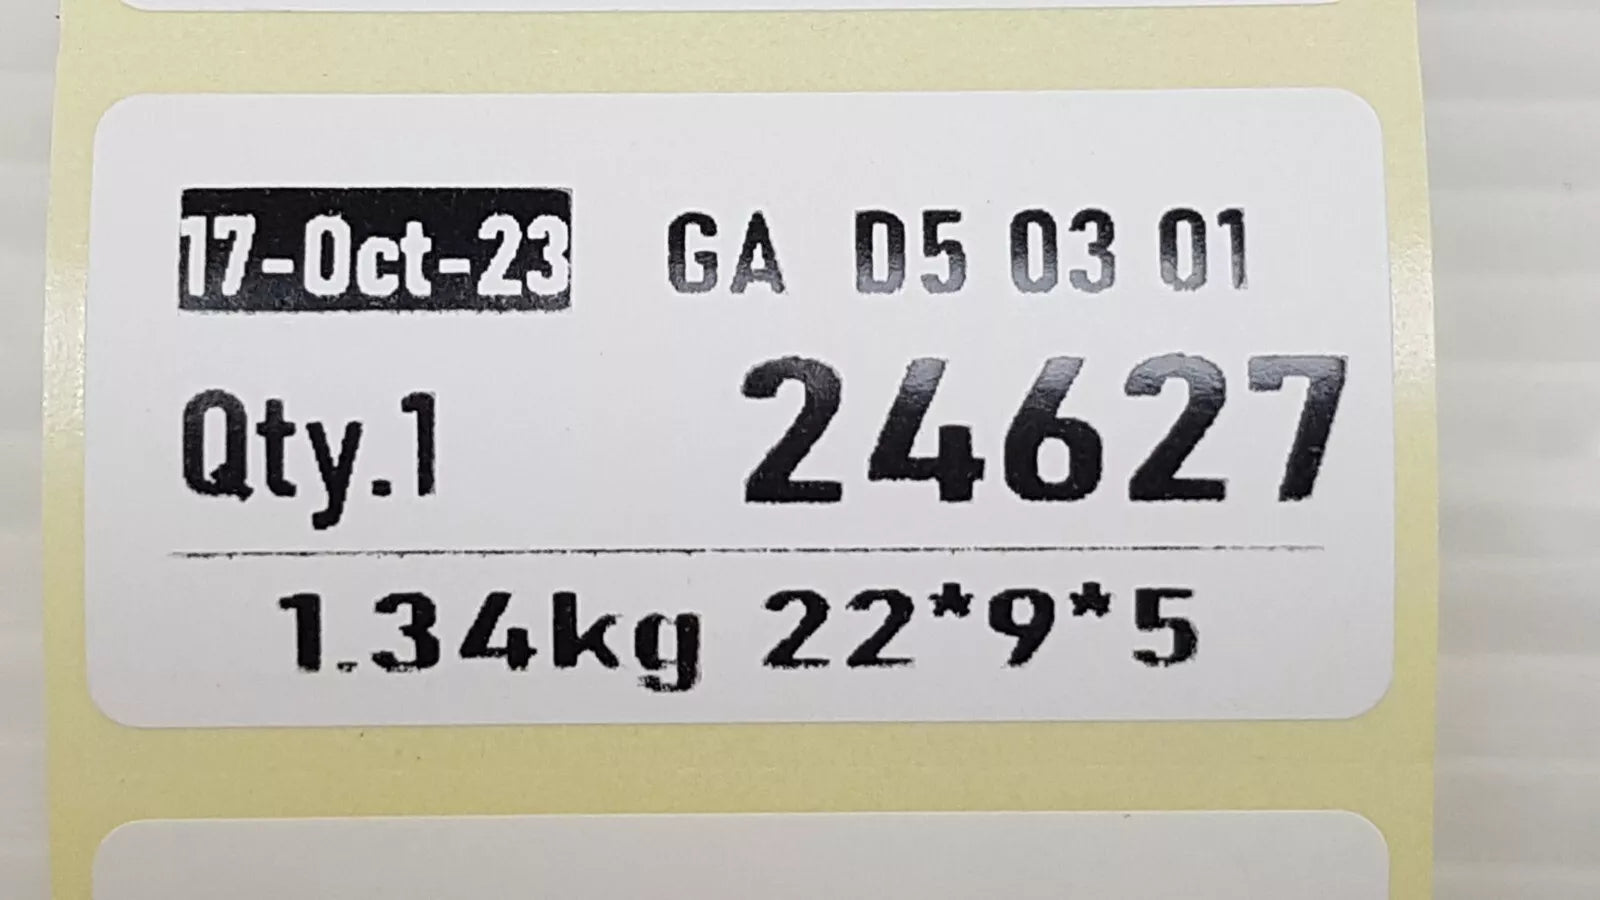 17-Oct-23 GA D5 03 01
Qty.1 24627
1.34kg 22*9*5